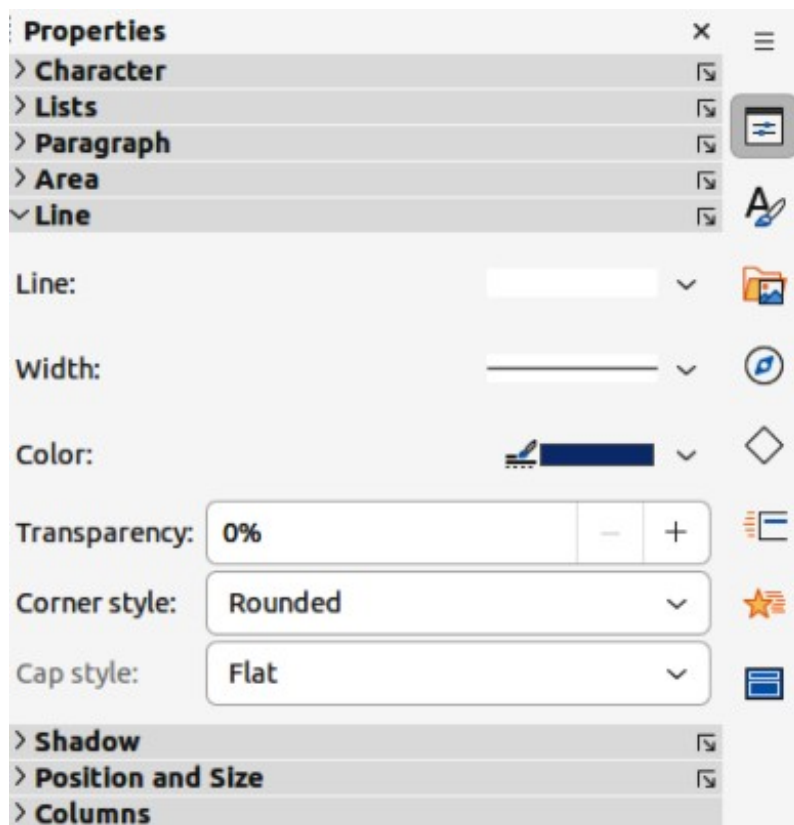 Properties
Character
Lists
Paragraph
Area
Line
Line:
Width:
Color:
Transparency: 0%
Corner style: Rounded
Cap style: Flat
Shadow
Position and Size
Columns